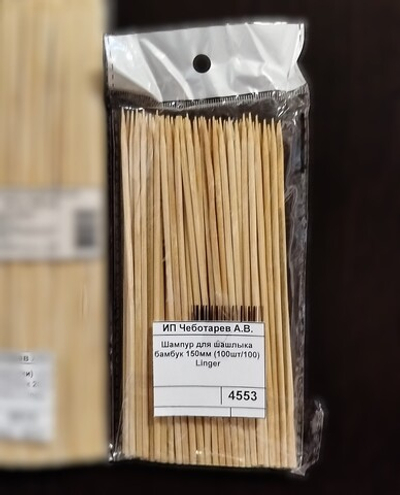 ИП Чеботарев А.В.
Шампур для шашлыка
бамбук 150мм (100шт/100)
Linger
4553